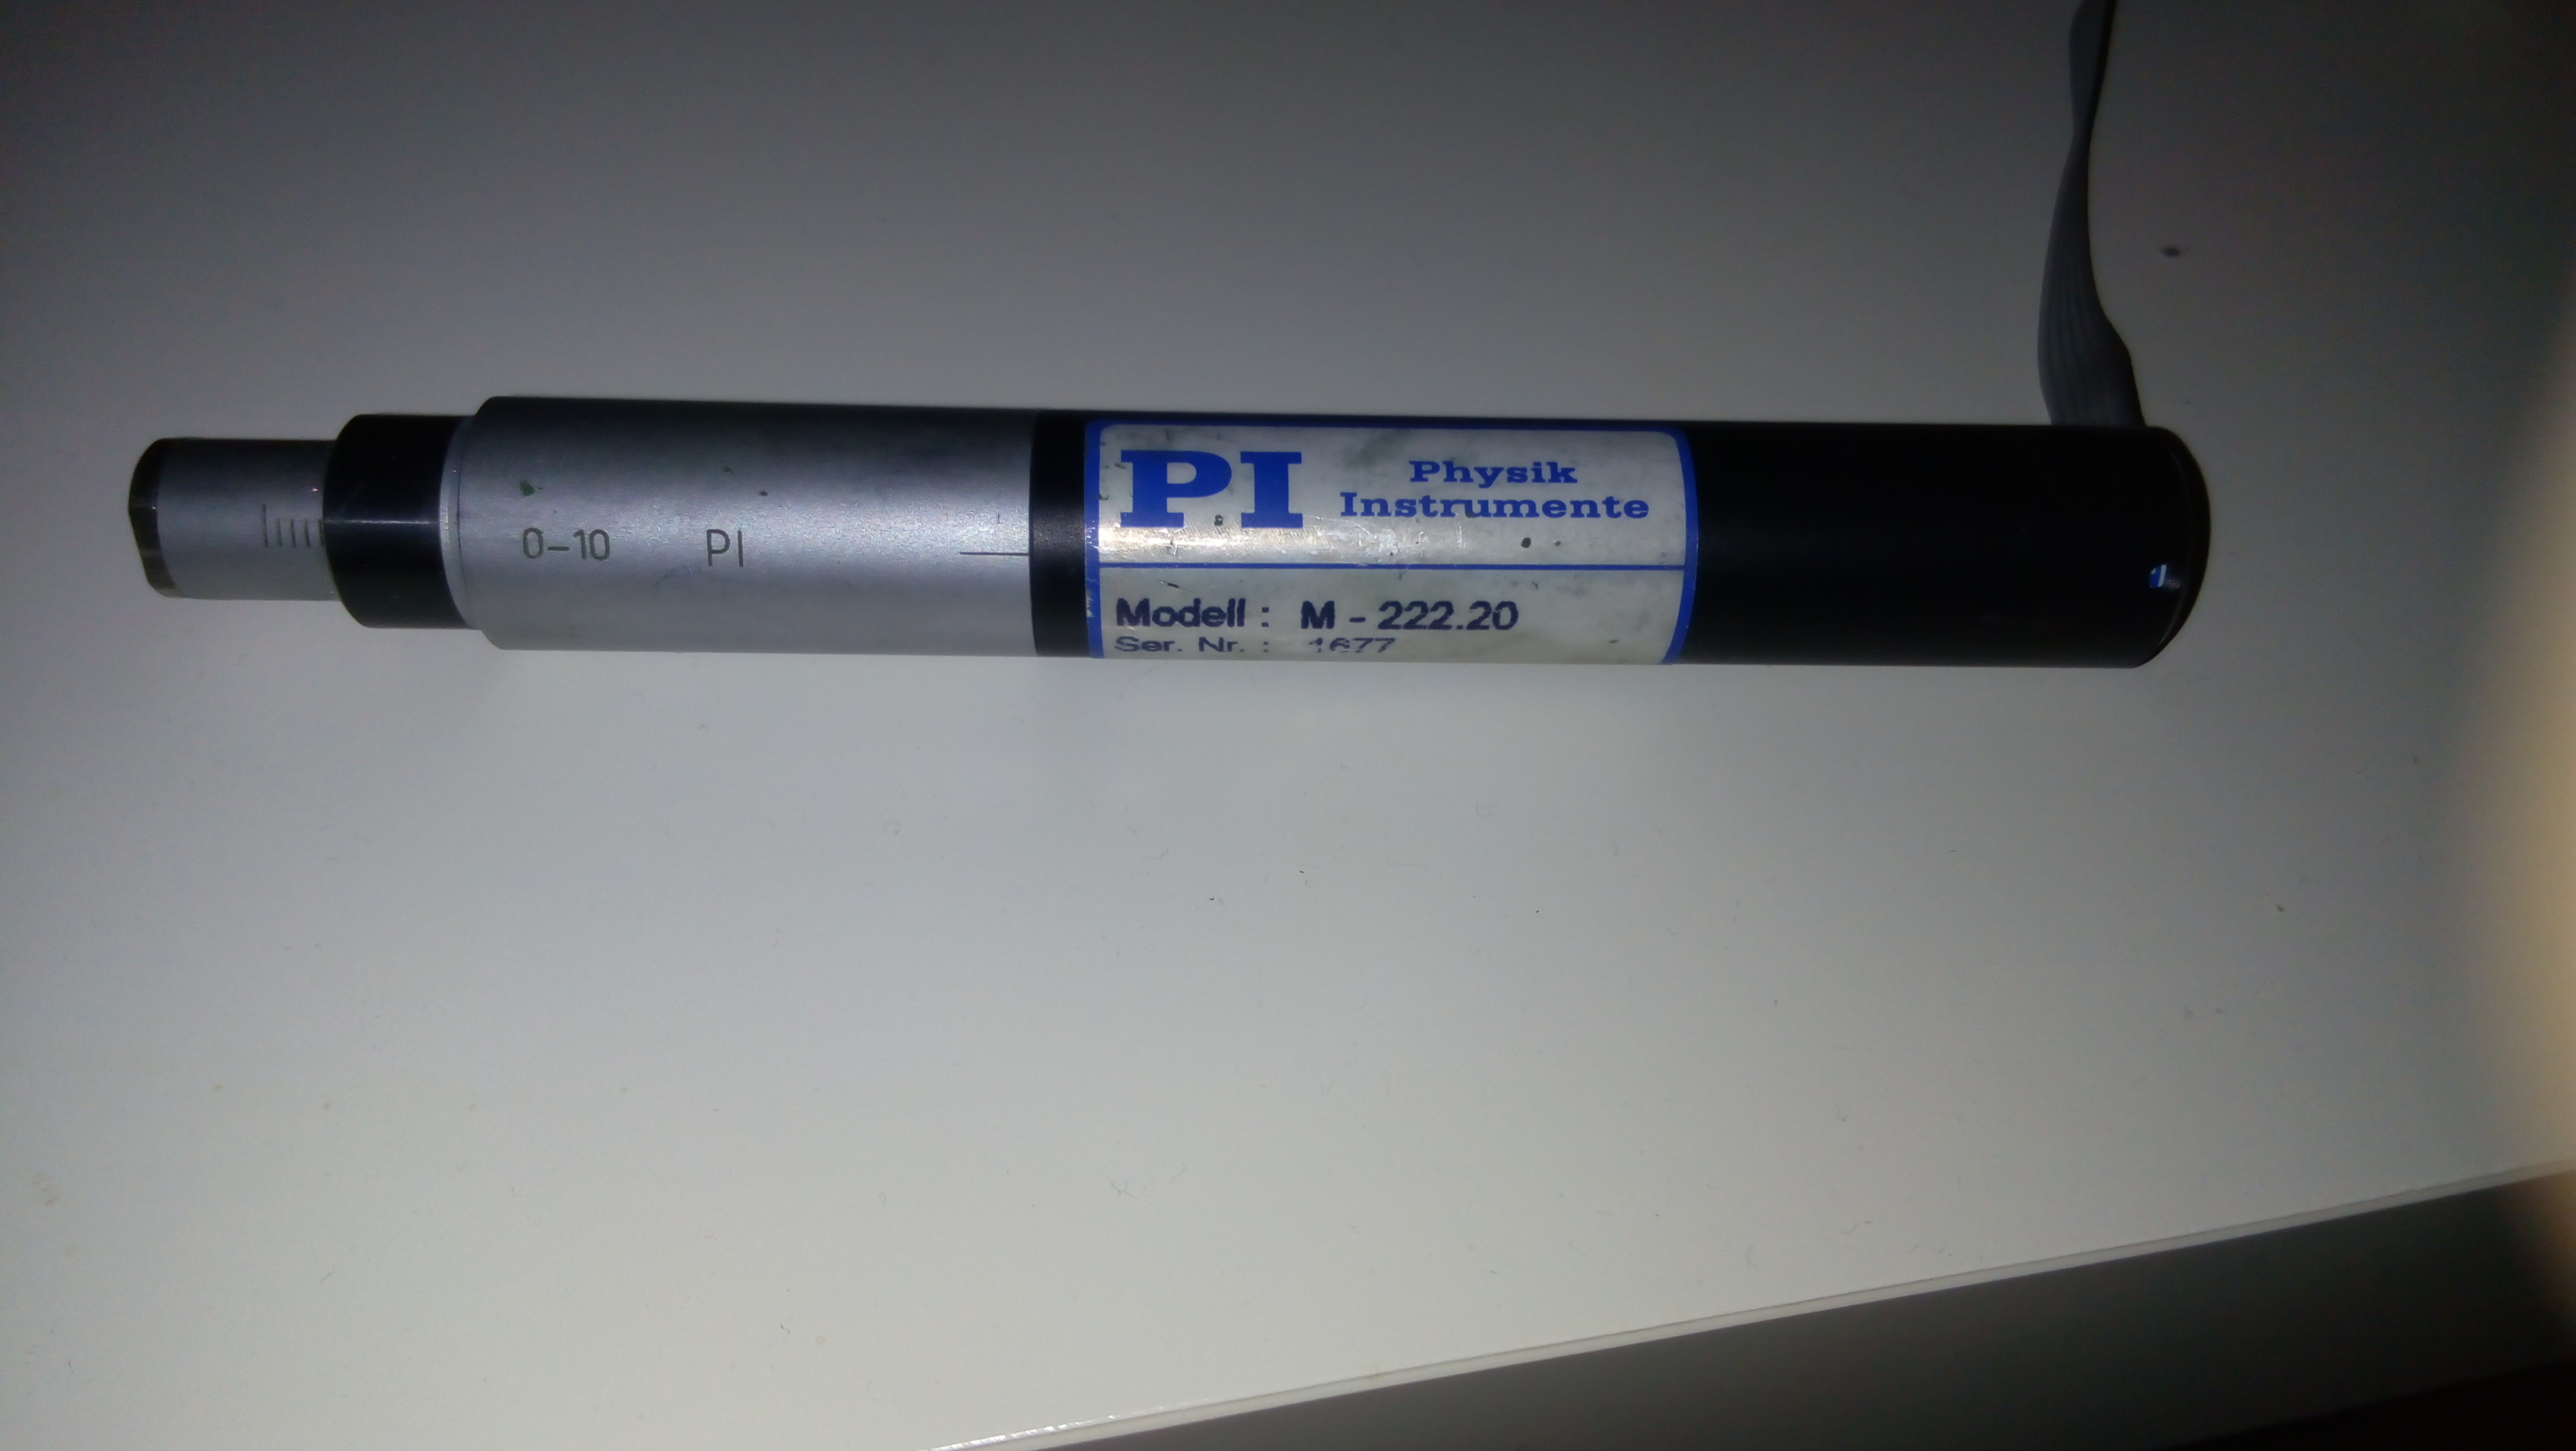 0-10 PI
PI
Physik
Instrumente
Modell : M - 222.20
Ser. Nr. : 1677